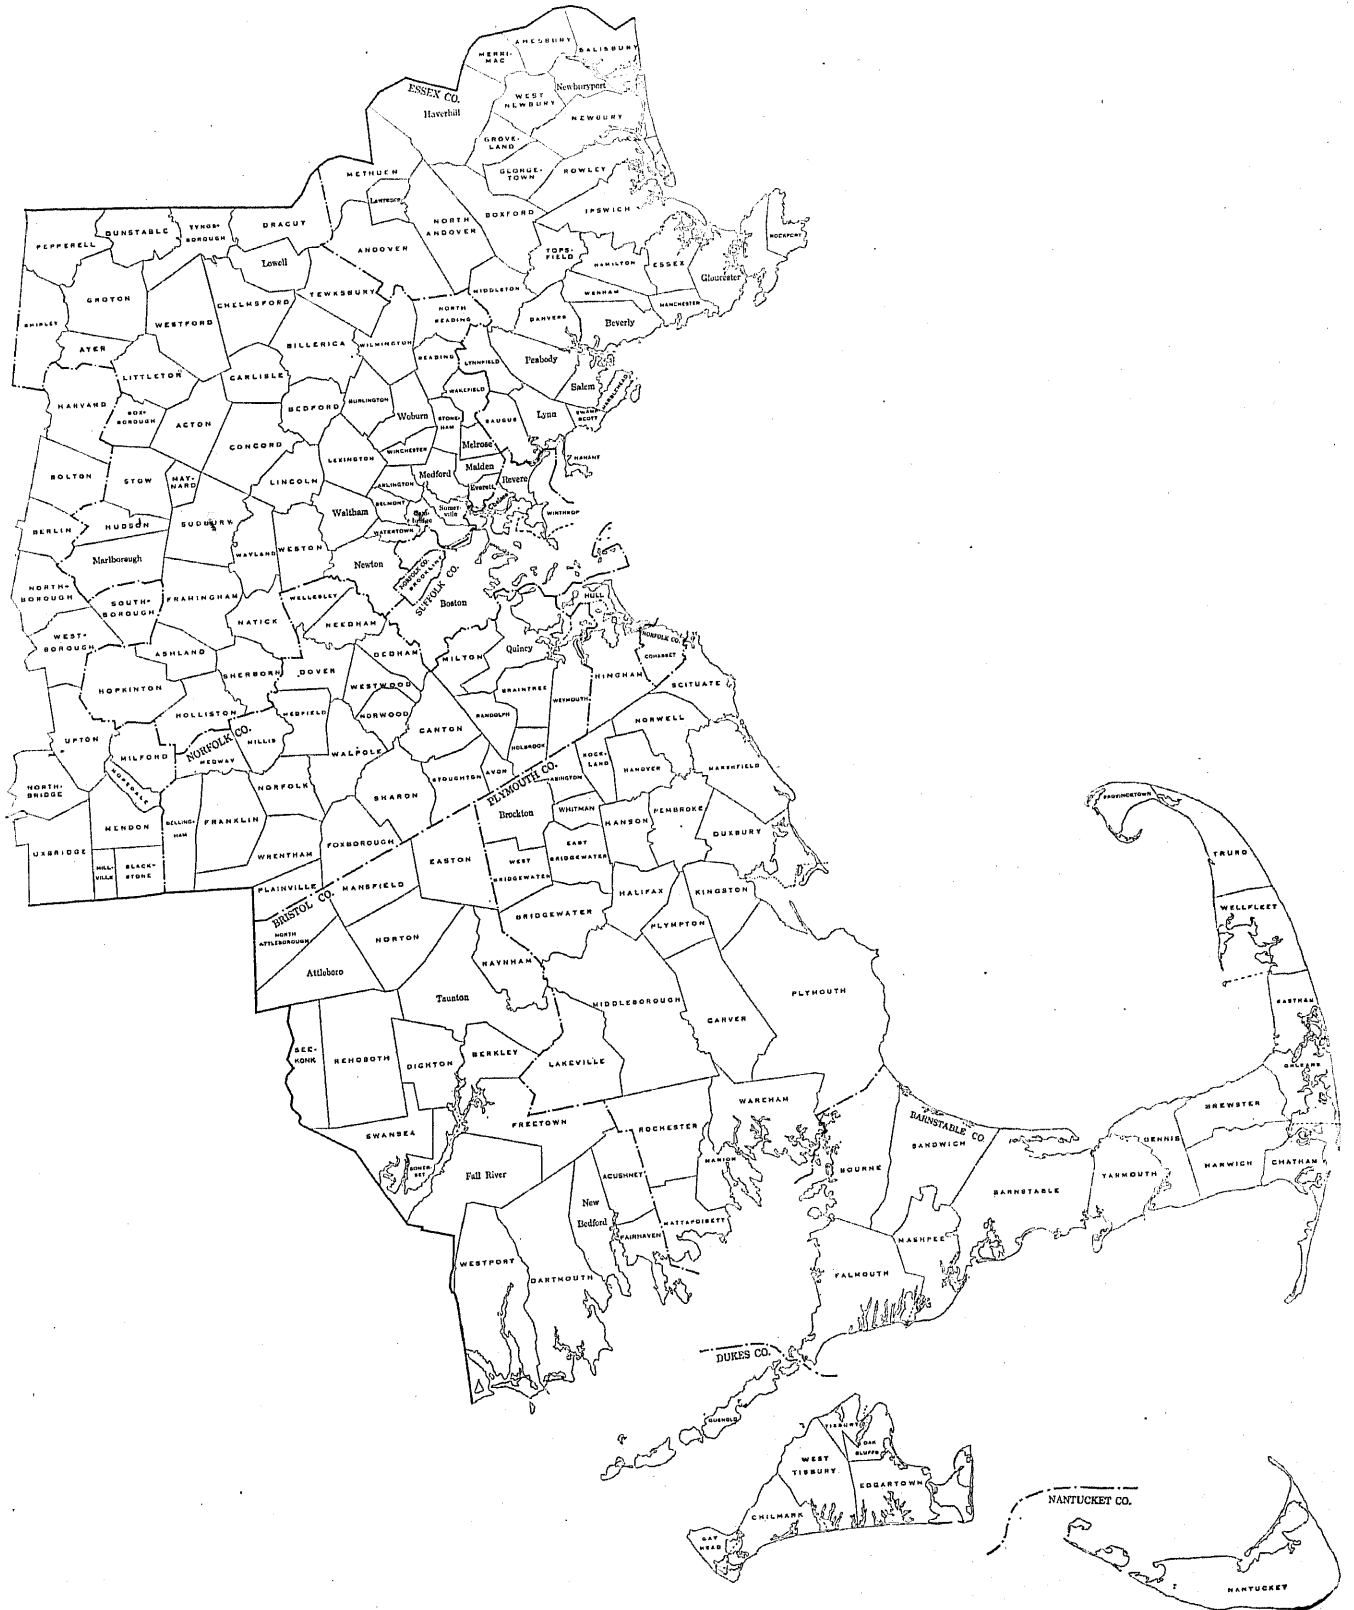 AMESBURY
SALISBURY
MERRI-
MAC
ESSEX CO.
Haverhill
WEST
NEWBURY
Newburyport
NEWBURY
GROVE-
LAND
GEORGE-
TOWN
ROWLEY
METHUEN
Lawrence
NORTH
ANDOVER
BOXFORD
IPSWICH
ROCKPORT
PEPPERELL
DUNSTABLE
TYNGS-
BOROUGH
DRACUT
ANDOVER
TOPS-
FIELD
HAMILTON
ESSEX
Gloucester
Lowell
GROTON
WESTFORD
CHELMSFORD
TEWKSBURY
MIDDLETON
WENHAM
MANCHESTER
SHIRLEY
NORTH
READING
DANVERS
Beverly
AYER
BILLERICA
WILMINGTON
READING
LYNNFIELD
Peabody
LITTLETON
CARLISLE
WAKEFIELD
Salem
MARBLEHEAD
HARVARD
BOX-
BOROUGH
ACTON
BEDFORD
BURLINGTON
Woburn
STONE-
HAM
SAUGUS
Lynn
SWAMP-
SCOTT
CONCORD
LEXINGTON
WINCHESTER
Melrose
NAHANT
BOLTON
STOW
MAY-
NARD
LINCOLN
ARLINGTON
Medford
Malden
Everett
Revere
BERLIN
HUDSON
SUDBURY
Waltham
BELMONT
Cam-
bridge
Somer-
ville
Chelsea
WINTHROP
WATERTOWN
Marlborough
WAYLAND
WESTON
Newton
NORFOLK CO.
BROOKLINE
SUFFOLK CO.
Boston
NORTH-
BOROUGH
SOUTH-
BOROUGH
FRAMINGHAM
WELLESLEY
HULL
NATICK
NEEDHAM
WEST-
BOROUGH
ASHLAND
DEDHAM
MILTON
Quincy
NORFOLK CO.
COHASSET
HOPKINTON
SHERBORN
DOVER
WESTWOOD
BRAINTREE
WEYMOUTH
HINGHAM
SCITUATE
HOLLISTON
MEDFIELD
NORWOOD
CANTON
RANDOLPH
NORWELL
UPTON
MILFORD
NORFOLK CO.
MEDWAY
MILLIS
WALPOLE
HOLBROOK
HOPEDALE
STOUGHTON
AVON
PLYMOUTH CO.
ABINGTON
ROCK-
LAND
HANOVER
MARSHFIELD
NORTH-
BRIDGE
NORFOLK
SHARON
Brockton
WHITMAN
HANSON
PEMBROKE
MENDON
BELLING-
HAM
FRANKLIN
DUXBURY
UXBRIDGE
WRENTHAM
FOXBOROUGH
EASTON
WEST
BRIDGEWATER
EAST
BRIDGEWATER
MILL-
VILLE
BLACK-
STONE
PLAINVILLE
MANSFIELD
BRISTOL CO.
HALIFAX
KINGSTON
PROVINCETOWN
TRURO
WELLFLEET
NORTH
ATTLEBOROUGH
NORTON
BRIDGEWATER
PLYMPTON
Attleboro
RAYNHAM
Taunton
MIDDLEBOROUGH
CARVER
PLYMOUTH
EASTHAM
SEE-
KONK
REHOBOTH
DIGHTON
BERKLEY
LAKEVILLE
ORLEANS
WAREHAM
BREWSTER
SWANSEA
FREETOWN
ROCHESTER
BARNSTABLE CO
SANDWICH
DENNIS
SOMER-
SET
Fall River
ACUSHNET
MARION
BOURNE
BARNSTABLE
YARMOUTH
HARWICH
CHATHAM
New
Bedford
FAIRHAVEN
MATTAPOISETT
MASHPEE
WESTPORT
DARTMOUTH
FALMOUTH
DUKES CO.
GOSNOLD
TISBURY
OAK
BLUFFS
WEST
TISBURY
EDGARTOWN
CHILMARK
GAY
HEAD
NANTUCKET CO.
NANTUCKET